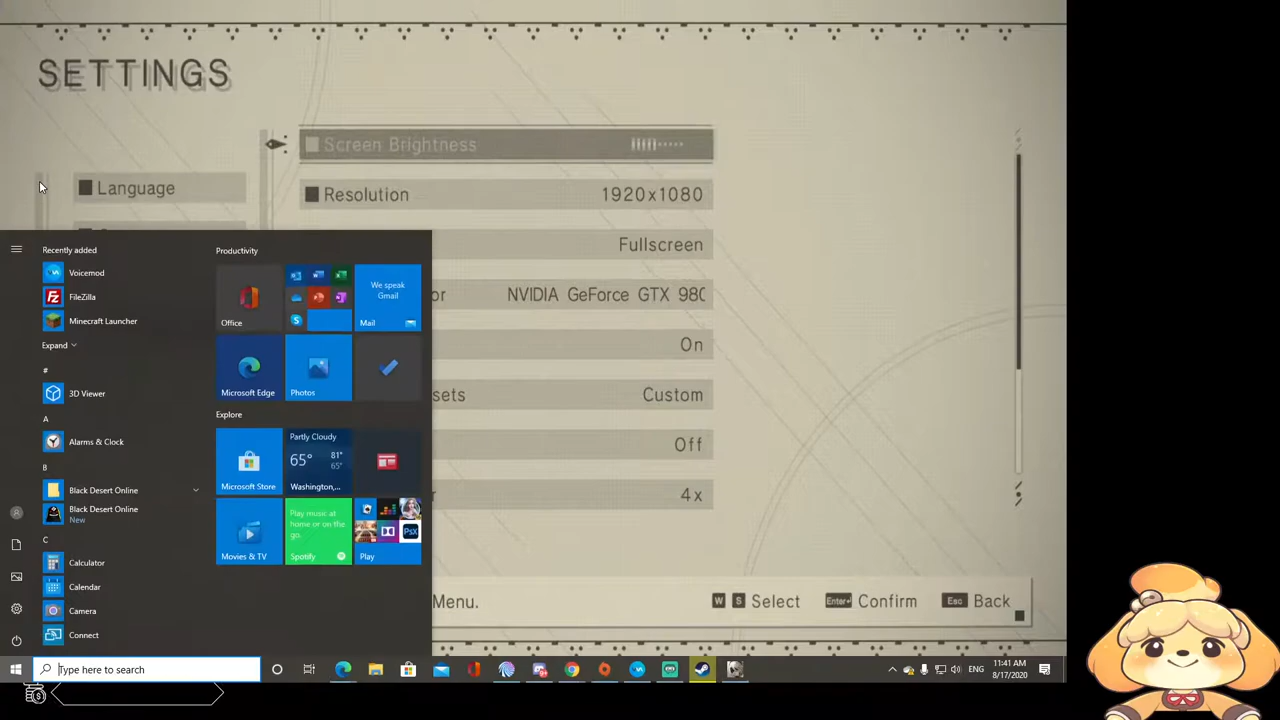 SETTINGS
Screen Brightness
Language
Resolution 1920x1080
Fullscreen
or NVIDIA GeForce GTX 980
On
sets Custom
Off
r 4x
Menu.
W S Select Enter Confirm Esc Back
Recently added
Voicemod
FileZilla
Minecraft Launcher
Expand
#
3D Viewer
A
Alarms & Clock
B
Black Desert Online
Black Desert Online
New
C
Calculator
Calendar
Camera
Connect
Productivity
Office
We speak
Gmail
Mail
Microsoft Edge
Photos
Explore
Microsoft Store
Partly Cloudy
65° 81°
65°
Washington,...
Movies & TV
Play music
at home or on the
go.
Spotify
Play
Type here to search
ENG
11:41 AM
8/17/2020